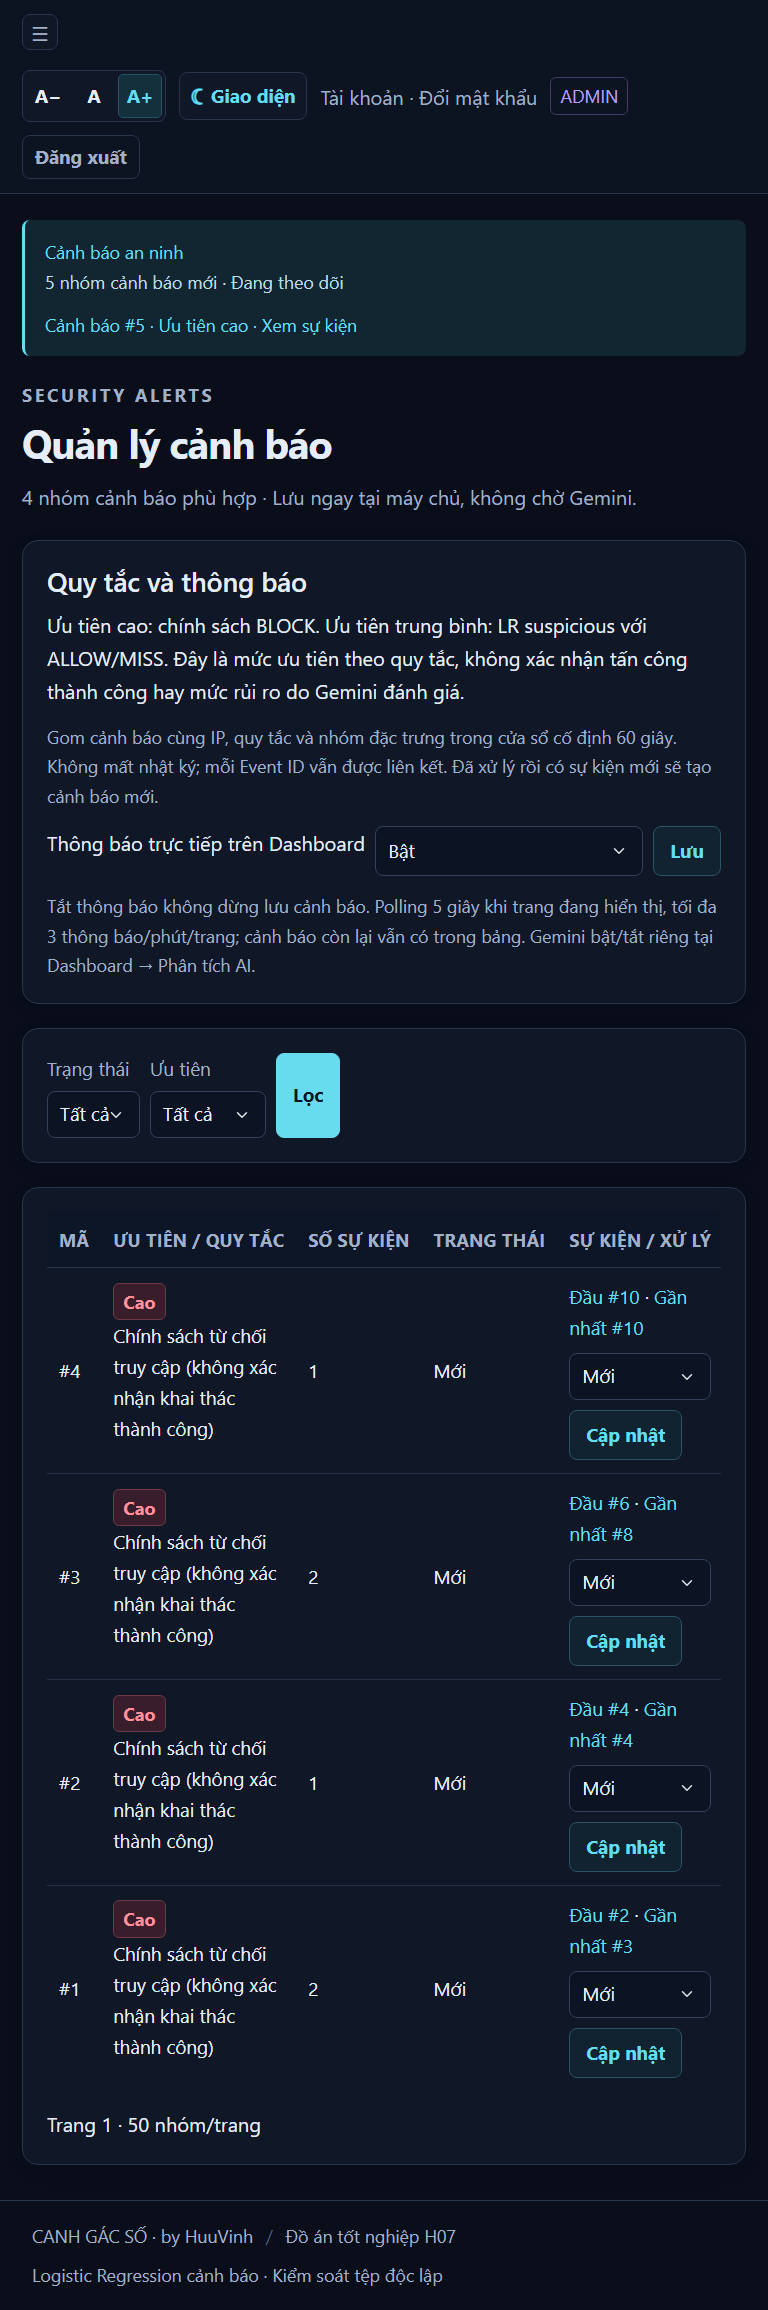 ☰
A− A A+ ☾ Giao diện Tài khoản · Đổi mật khẩu ADMIN
Đăng xuất
Cảnh báo an ninh
5 nhóm cảnh báo mới · Đang theo dõi
Cảnh báo #5 · Ưu tiên cao · Xem sự kiện
SECURITY ALERTS
Quản lý cảnh báo
4 nhóm cảnh báo phù hợp · Lưu ngay tại máy chủ, không chờ Gemini.
Quy tắc và thông báo
Ưu tiên cao: chính sách BLOCK. Ưu tiên trung bình: LR suspicious với
ALLOW/MISS. Đây là mức ưu tiên theo quy tắc, không xác nhận tấn công
thành công hay mức rủi ro do Gemini đánh giá.
Gom cảnh báo cùng IP, quy tắc và nhóm đặc trưng trong cửa sổ cố định 60 giây.
Không mất nhật ký; mỗi Event ID vẫn được liên kết. Đã xử lý rồi có sự kiện mới sẽ tạo
cảnh báo mới.
Thông báo trực tiếp trên Dashboard Bật Lưu
Tắt thông báo không dừng lưu cảnh báo. Polling 5 giây khi trang đang hiển thị, tối đa
3 thông báo/phút/trang; cảnh báo còn lại vẫn có trong bảng. Gemini bật/tắt riêng tại
Dashboard → Phân tích AI.
Trạng thái Ưu tiên
Tất cả Tất cả Lọc
MÃ ƯU TIÊN / QUY TẮC SỐ SỰ KIỆN TRẠNG THÁI SỰ KIỆN / XỬ LÝ
#4
Cao
Chính sách từ chối
truy cập (không xác
nhận khai thác
thành công)
1
Mới
Đầu #10 · Gần
nhất #10
Mới
Cập nhật
#3
Cao
Chính sách từ chối
truy cập (không xác
nhận khai thác
thành công)
2
Mới
Đầu #6 · Gần
nhất #8
Mới
Cập nhật
#2
Cao
Chính sách từ chối
truy cập (không xác
nhận khai thác
thành công)
1
Mới
Đầu #4 · Gần
nhất #4
Mới
Cập nhật
#1
Cao
Chính sách từ chối
truy cập (không xác
nhận khai thác
thành công)
2
Mới
Đầu #2 · Gần
nhất #3
Mới
Cập nhật
Trang 1 · 50 nhóm/trang
CANH GÁC SỐ · by HuuVinh / Đồ án tốt nghiệp H07
Logistic Regression cảnh báo · Kiểm soát tệp độc lập